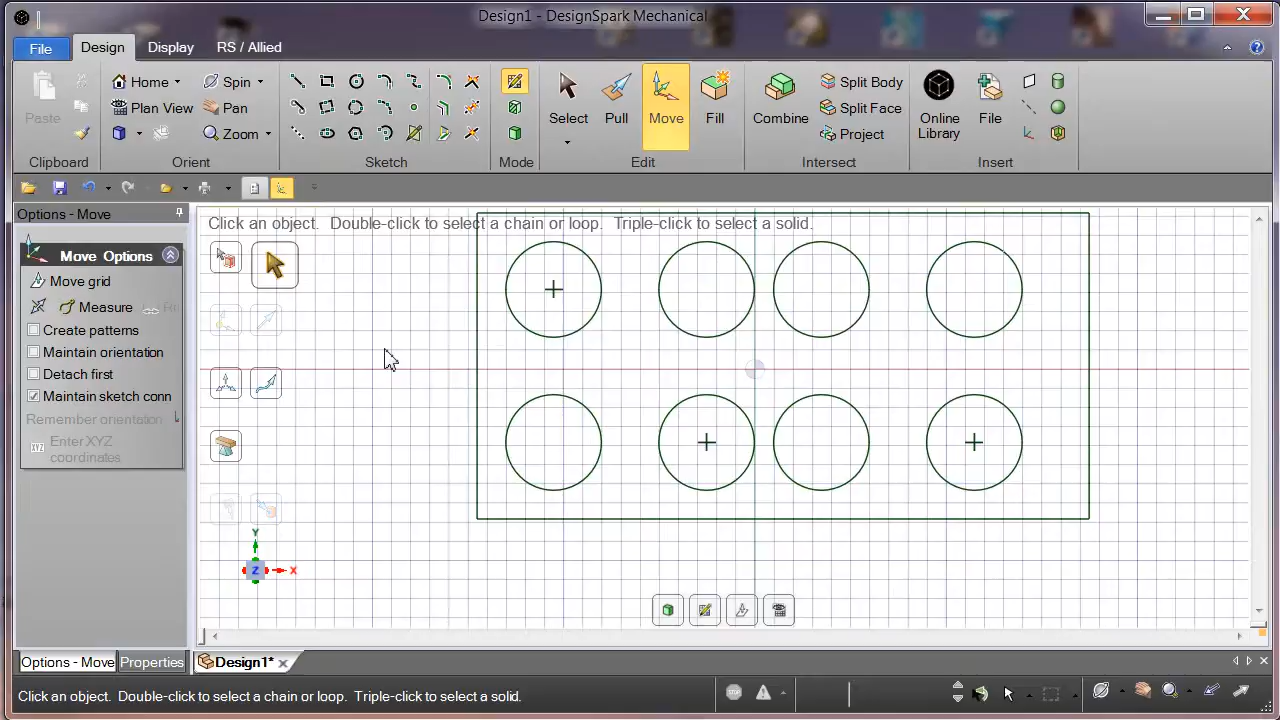 Design1 - DesignSpark Mechanical
File Design Display RS / Allied
Paste
Home
Plan View
Spin
Pan
Zoom
Select
Pull
Move
Fill
Combine
Split Body
Split Face
Project
Online Library
File
Clipboard Orient Sketch Mode Edit Intersect Insert
Options - Move
Click an object. Double-click to select a chain or loop. Triple-click to select a solid.
Move Options
Move grid
Measure
Create patterns
Maintain orientation
Detach first
Maintain sketch conn
Remember orientation
Enter XYZ
coordinates
Y
Z X
Options - Move Properties Design1*
Click an object. Double-click to select a chain or loop. Triple-click to select a solid.